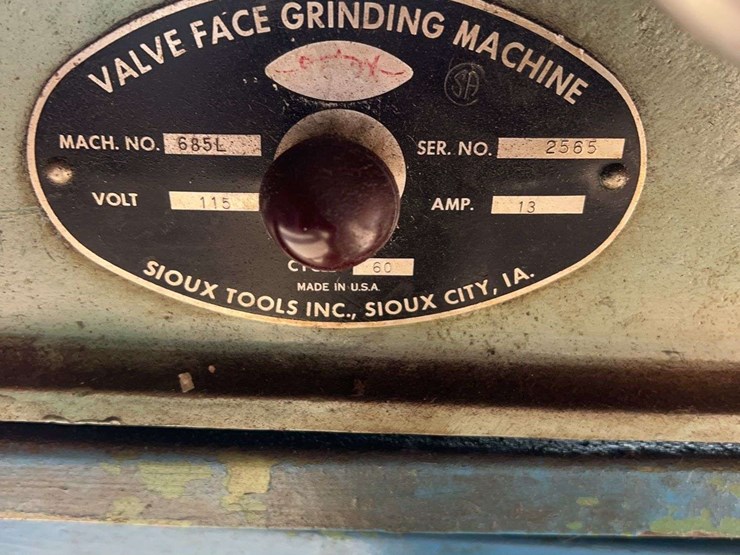 VALVE FACE GRINDING MACHINE
MACH. NO. 685L SER. NO. 2565
VOLT 115 AMP. 13
60
MADE IN U.S.A.
SIOUX TOOLS INC., SIOUX CITY, IA.